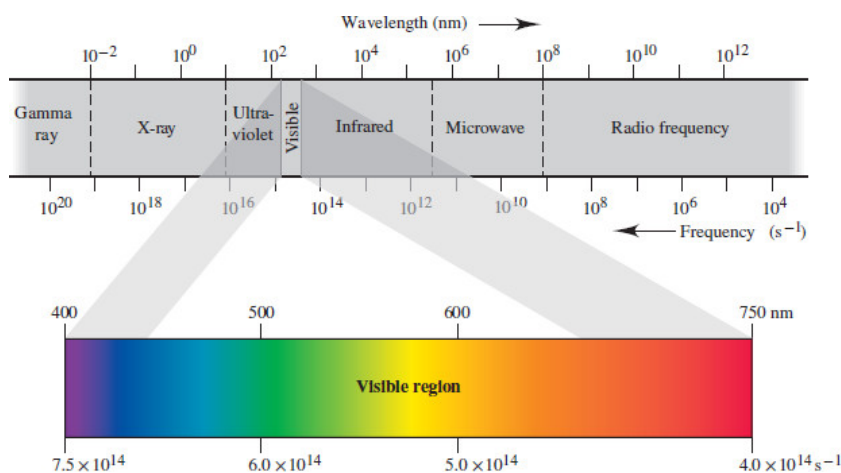 Wavelength (nm)
10⁻² 10⁰ 10² 10⁴ 10⁶ 10⁸ 10¹⁰ 10¹²
Gamma ray
X-ray
Ultra-
violet
Visible
Infrared
Microwave
Radio frequency
10²⁰ 10¹⁸ 10¹⁶ 10¹⁴ 10¹² 10¹⁰ 10⁸ 10⁶ 10⁴
Frequency (s⁻¹)
400 500 600 750 nm
Visible region
7.5 × 10¹⁴ 6.0 × 10¹⁴ 5.0 × 10¹⁴ 4.0 × 10¹⁴ s⁻¹